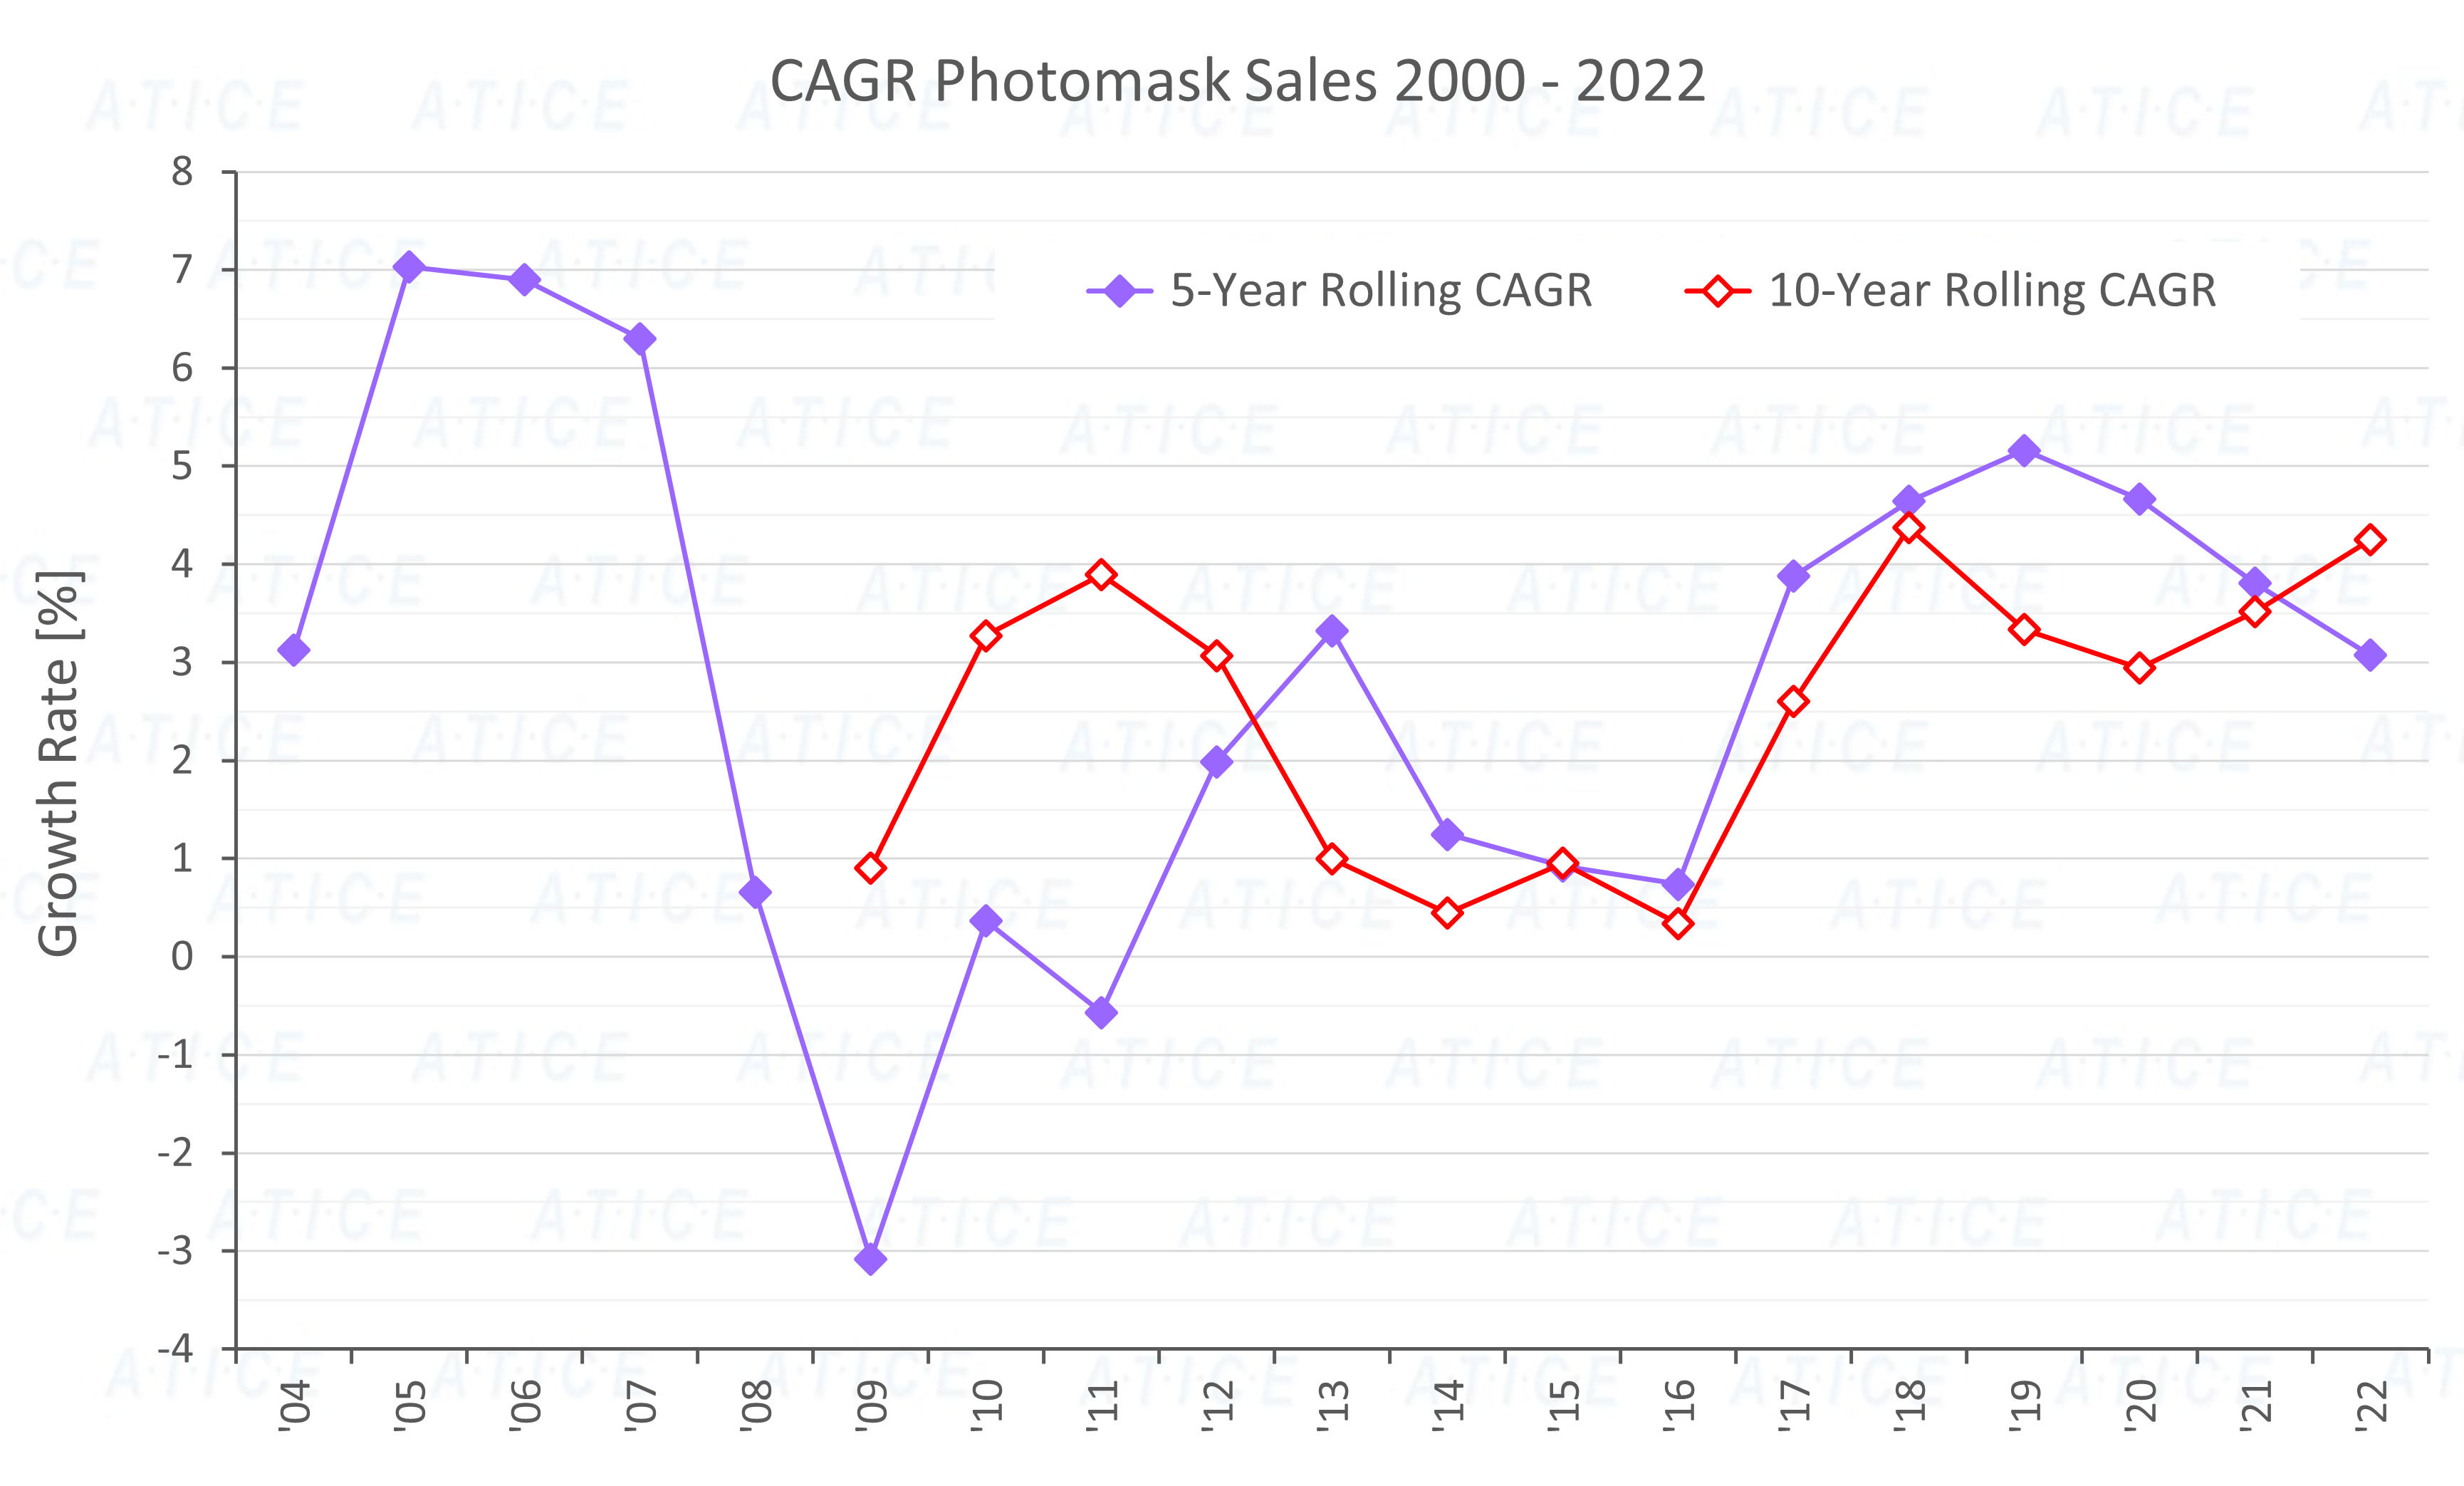 CAGR Photomask Sales 2000 - 2022
8
7
6
5
4
3
2
1
0
-1
-2
-3
-4
Growth Rate [%]
5-Year Rolling CAGR 10-Year Rolling CAGR
'04 '05 '06 '07 '08 '09 '10 '11 '12 '13 '14 '15 '16 '17 '18 '19 '20 '21 '22
A·T·I·C·E